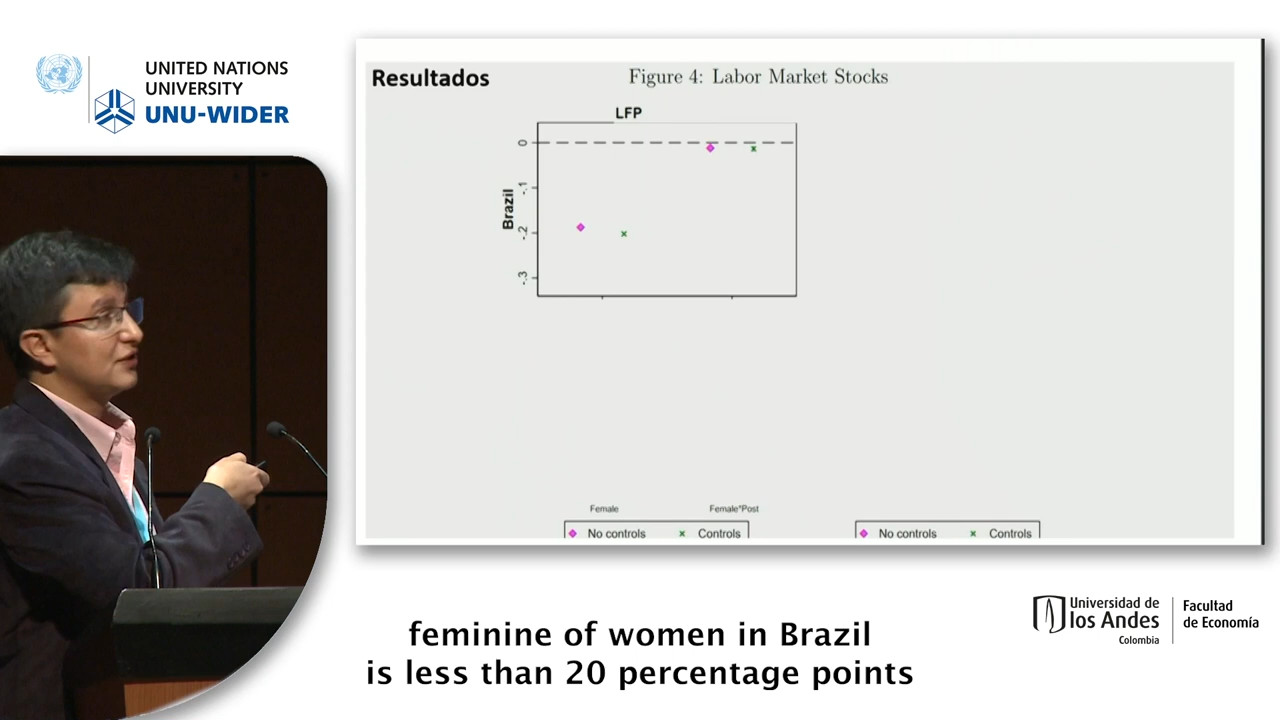 UNITED NATIONS
UNIVERSITY
UNU-WIDER
Resultados
Figure 4: Labor Market Stocks
LFP
Brazil
0
-.1
-.2
-.3
Female
Female*Post
No controls
Controls
No controls
Controls
feminine of women in Brazil
is less than 20 percentage points
Universidad de
los Andes
Colombia
Facultad
de Economía